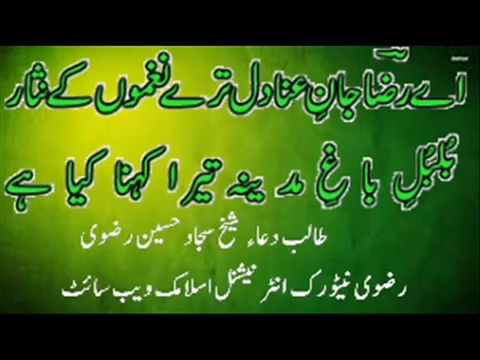 اے رضا جانِ عنادل ترے نغموں کے نثار
بُلبُلِ باغِ مدینہ تیرا کہنا کیا ہے
طالب دعاء شیخ سجاد حسین رضوی
رضوی نیٹورک انٹرنیشنل اسلامک ویب سائٹ